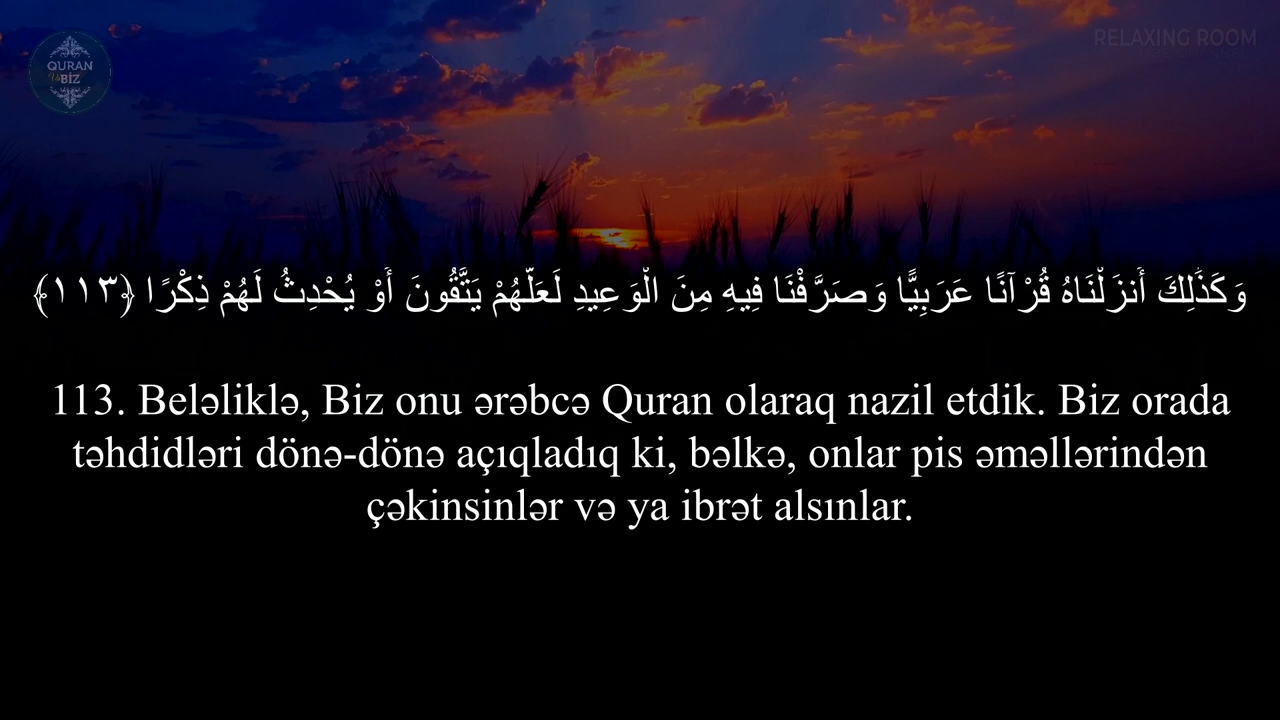 QURAN
Və
BİZ
RELAXING ROOM
وَكَذَٰلِكَ أَنزَلْنَاهُ قُرْآنًا عَرَبِيًّا وَصَرَّفْنَا فِيهِ مِنَ الْوَعِيدِ لَعَلَّهُمْ يَتَّقُونَ أَوْ يُحْدِثُ لَهُمْ ذِكْرًا ﴿١١٣﴾
113. Beləliklə, Biz onu ərəbcə Quran olaraq nazil etdik. Biz orada
təhdidləri dönə-dönə açıqladıq ki, bəlkə, onlar pis əməllərindən
çəkinsinlər və ya ibrət alsınlar.